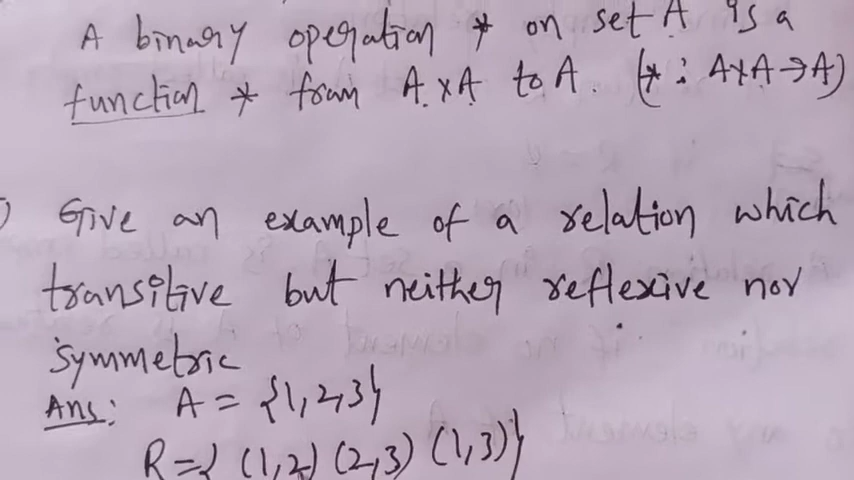 A binary operation * on set A is a
function * from A×A to A. (* : A×A→A)
) Give an example of a relation which
transitive but neither reflexive nor
symmetric
Ans: A = {1,2,3}
R={ (1,2) (2,3) (1,3)}